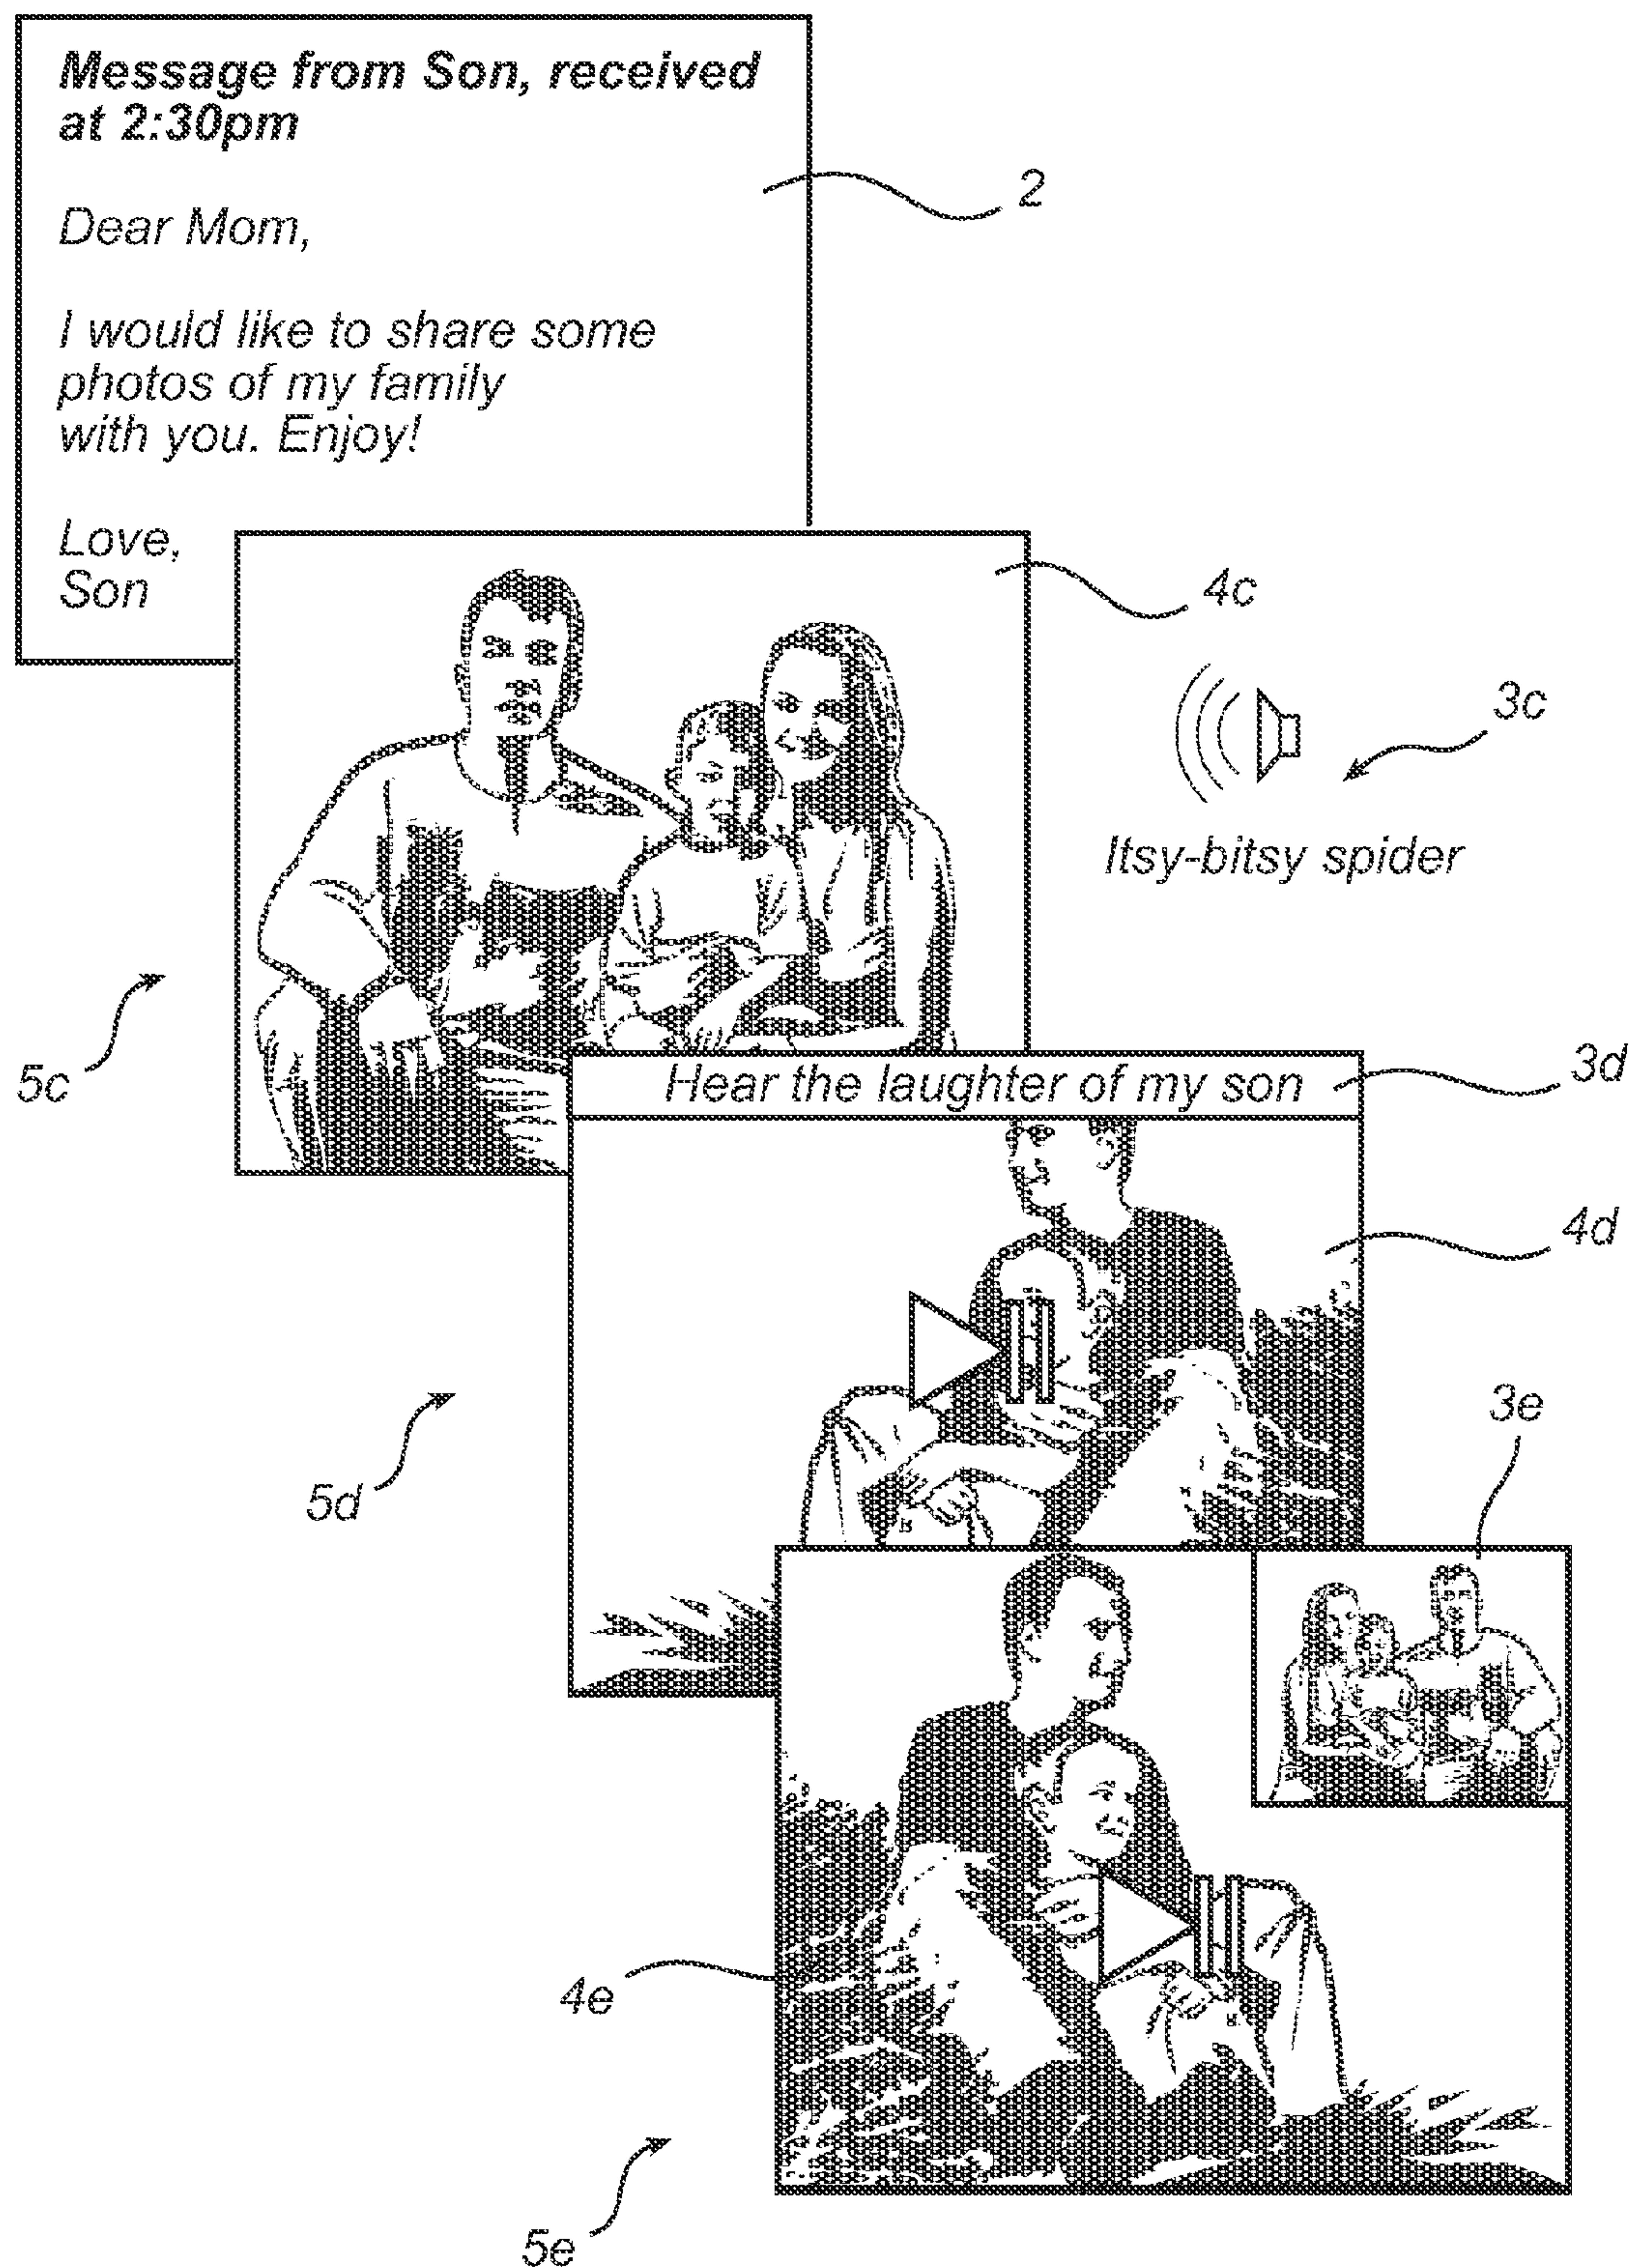 Message from Son, received
at 2:30pm
2
Dear Mom,
I would like to share some
photos of my family
with you. Enjoy!
Love,
Son
4c
3c
Itsy-bitsy spider
5c
Hear the laughter of my son
3d
4d
3e
5d
4e
5e